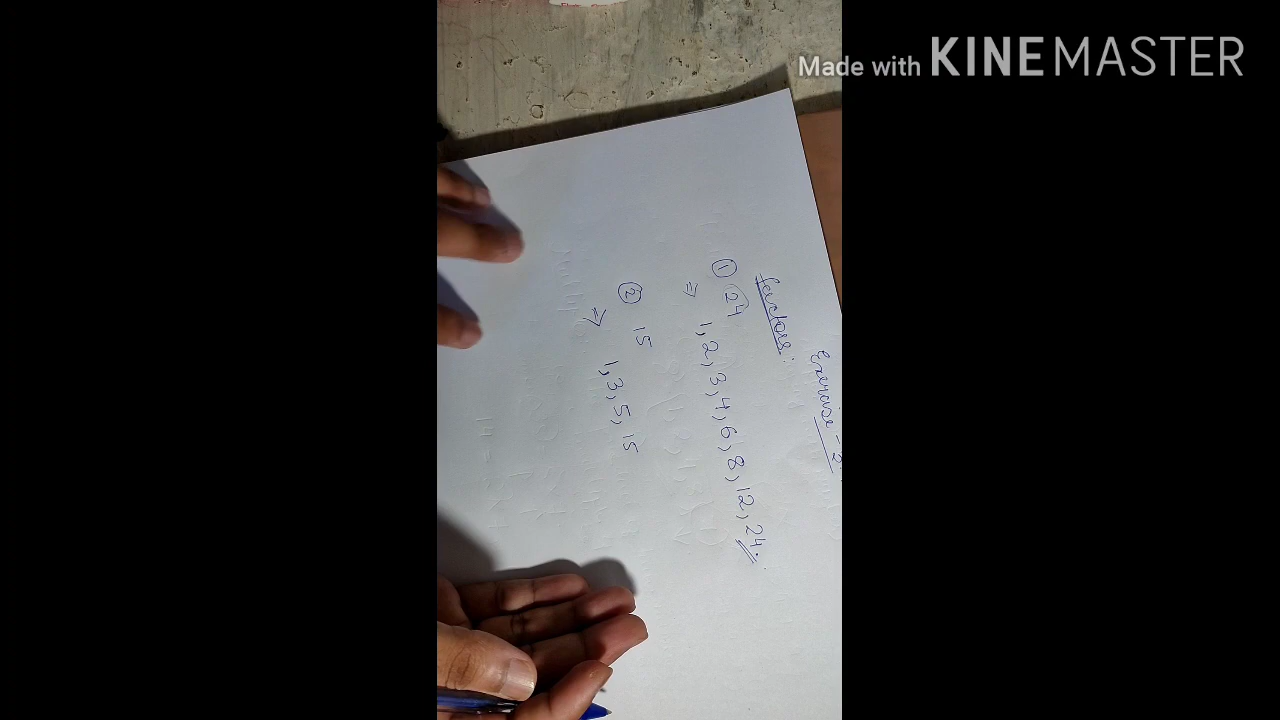 Made with KINEMASTER
Exercise - 2
factors:
① 24
⇒ 1, 2, 3, 4, 6, 8, 12, 24.
② 15
⇒ 1, 3, 5, 15